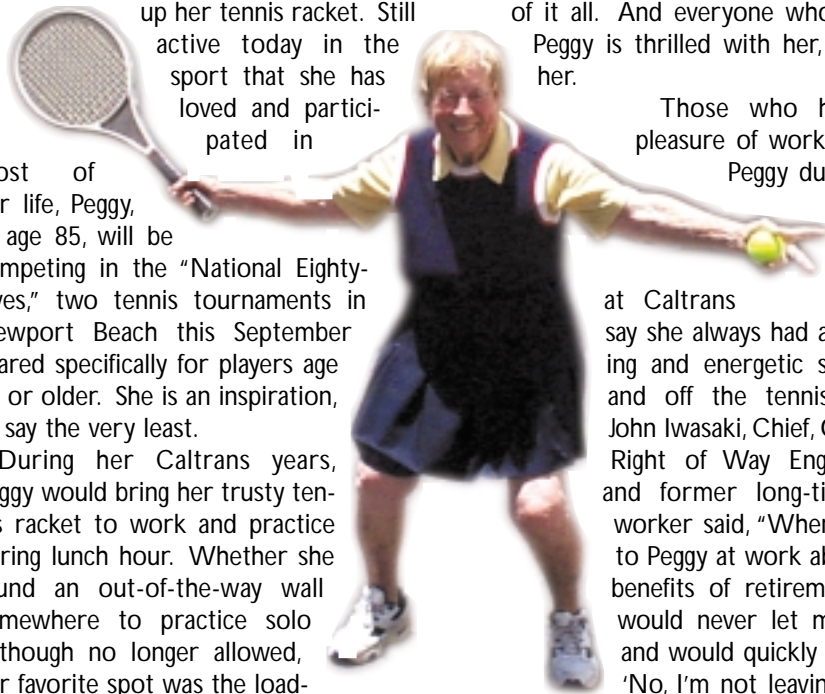 up her tennis racket. Still
active today in the
sport that she has
loved and partici-
pated in
ost of
r life, Peggy,
age 85, will be
mpeting in the “National Eighty-
ves,” two tennis tournaments in
ewport Beach this September
ared specifically for players age
or older. She is an inspiration,
say the very least.
During her Caltrans years,
ggy would bring her trusty ten-
s racket to work and practice
ring lunch hour. Whether she
und an out-of-the-way wall
mewhere to practice solo
though no longer allowed,
r favorite spot was the load-
of it all. And everyone who
Peggy is thrilled with her,
her.
Those who h
pleasure of work
Peggy du
at Caltrans
say she always had a
ing and energetic s
and off the tennis
John Iwasaki, Chief, C
Right of Way Eng
and former long-ti
worker said, “When
to Peggy at work ab
benefits of retirem
would never let m
and would quickly
‘No, I’m not leavin